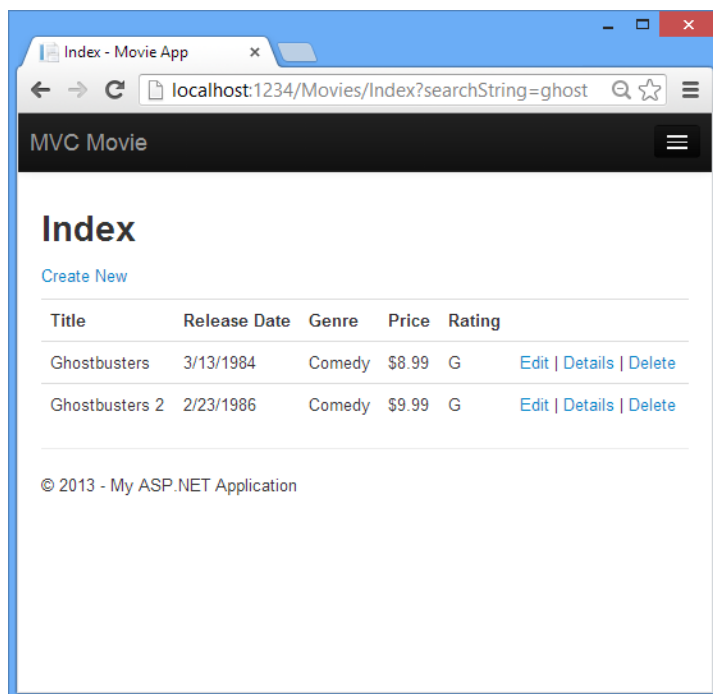 Index - Movie App
localhost:1234/Movies/Index?searchString=ghost
MVC Movie
Index
Create New
Title Release Date Genre Price Rating
Ghostbusters 3/13/1984 Comedy $8.99 G Edit | Details | Delete
Ghostbusters 2 2/23/1986 Comedy $9.99 G Edit | Details | Delete
© 2013 - My ASP.NET Application